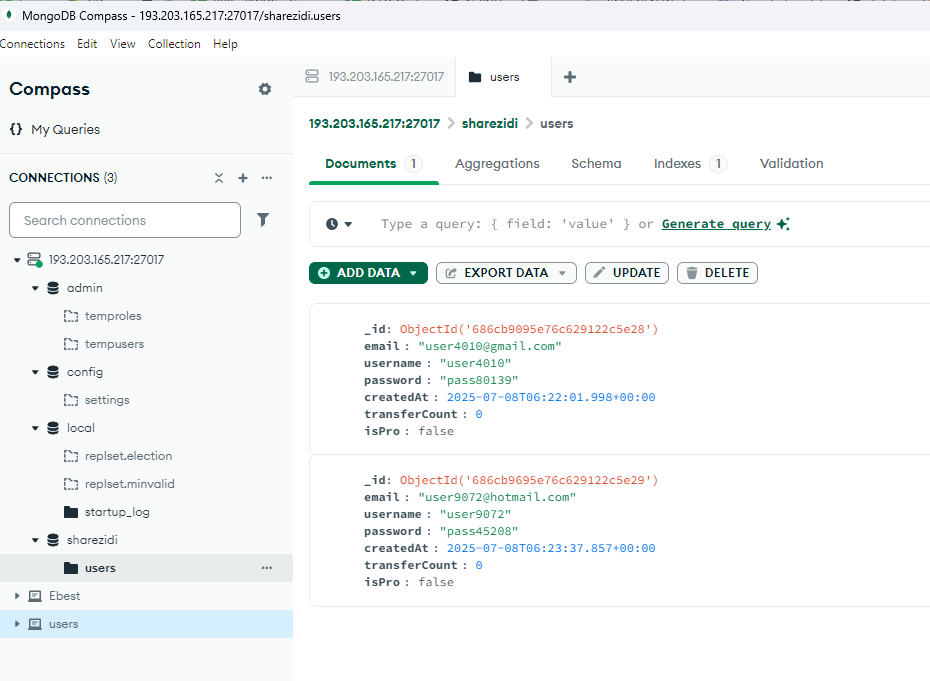 MongoDB Compass - 193.203.165.217:27017/sharezidi.users
Connections Edit View Collection Help
Compass
{} My Queries
CONNECTIONS (3)
Search connections
193.203.165.217:27017
admin
temproles
tempusers
config
settings
local
replset.election
replset.minvalid
startup_log
sharezidi
users
Ebest
users
193.203.165.217:27017
users
193.203.165.217:27017 > sharezidi > users
Documents 1 Aggregations Schema Indexes 1 Validation
Type a query: { field: 'value' } or Generate query
ADD DATA EXPORT DATA UPDATE DELETE
_id: ObjectId('686cb9095e76c629122c5e28')
email : "user4010@gmail.com"
username : "user4010"
password : "pass80139"
createdAt : 2025-07-08T06:22:01.998+00:00
transferCount : 0
isPro : false
_id: ObjectId('686cb9695e76c629122c5e29')
email : "user9072@hotmail.com"
username : "user9072"
password : "pass45208"
createdAt : 2025-07-08T06:23:37.857+00:00
transferCount : 0
isPro : false